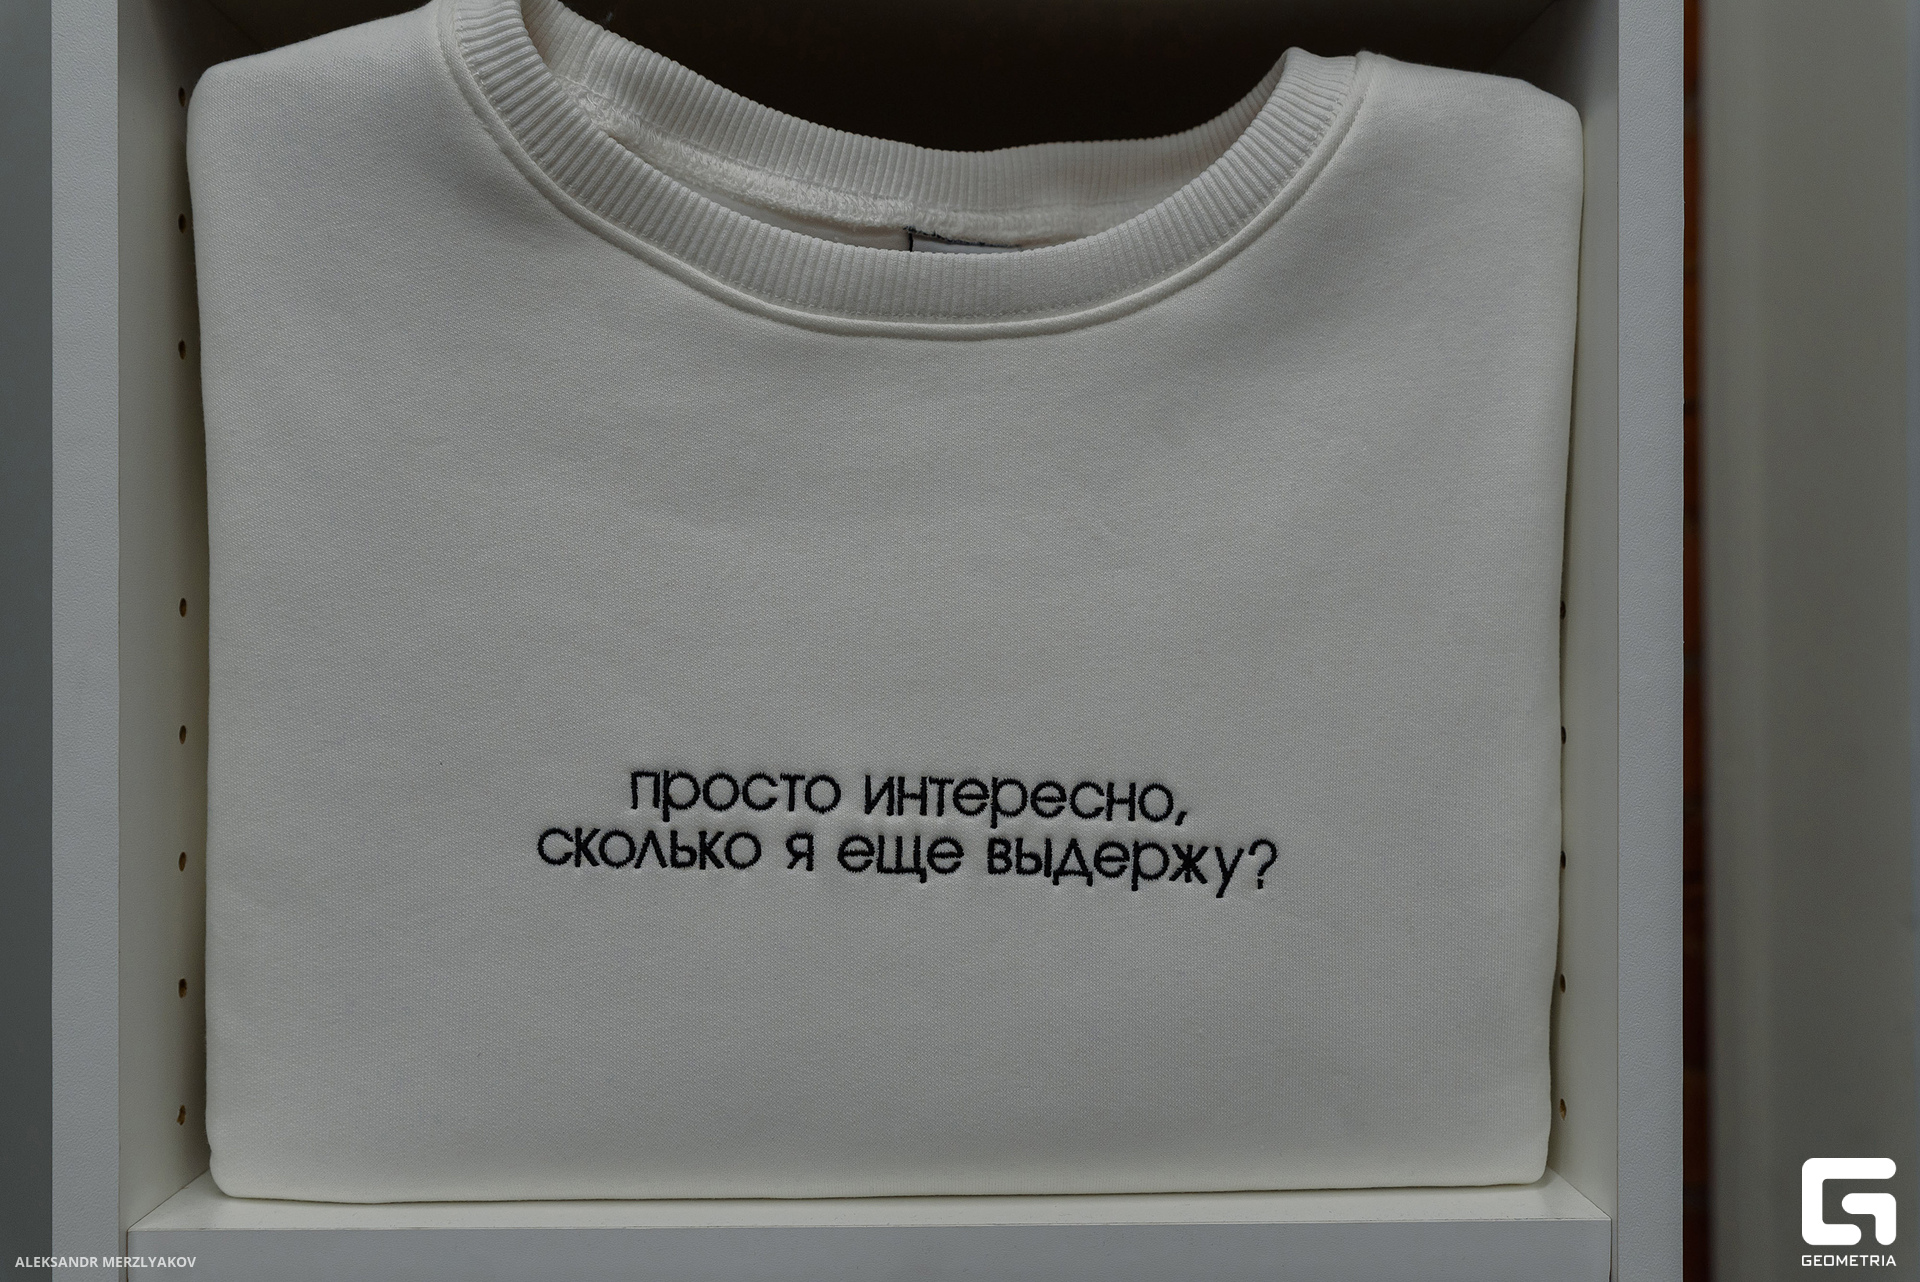 просто интересно,
сколько я еще выдержу?
ALEKSANDR MERZLYAKOV
GEOMETRIA